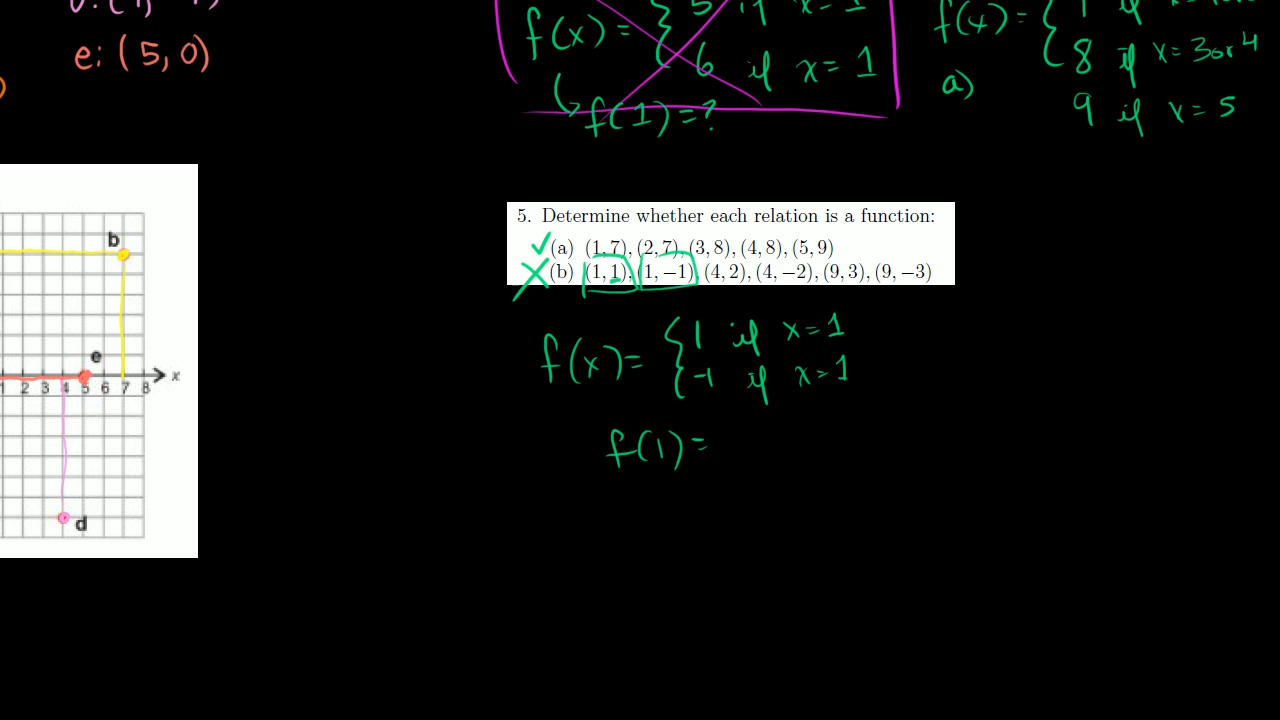 e: (5, 0)
f(x) = { 5 if x = 1
6 if x = 1
f(1) = ?
8 if x = 3 or 4
a)
9 if x = 5
b
e
1 2 3 4 5 6 7 8 x
d
5. Determine whether each relation is a function:
✓(a) (1, 7), (2, 7), (3, 8), (4, 8), (5, 9)
X(b) (1, 1), (1, −1), (4, 2), (4, −2), (9, 3), (9, −3)
f(x) = { 1 if x = 1
-1 if x = 1
f(1) =